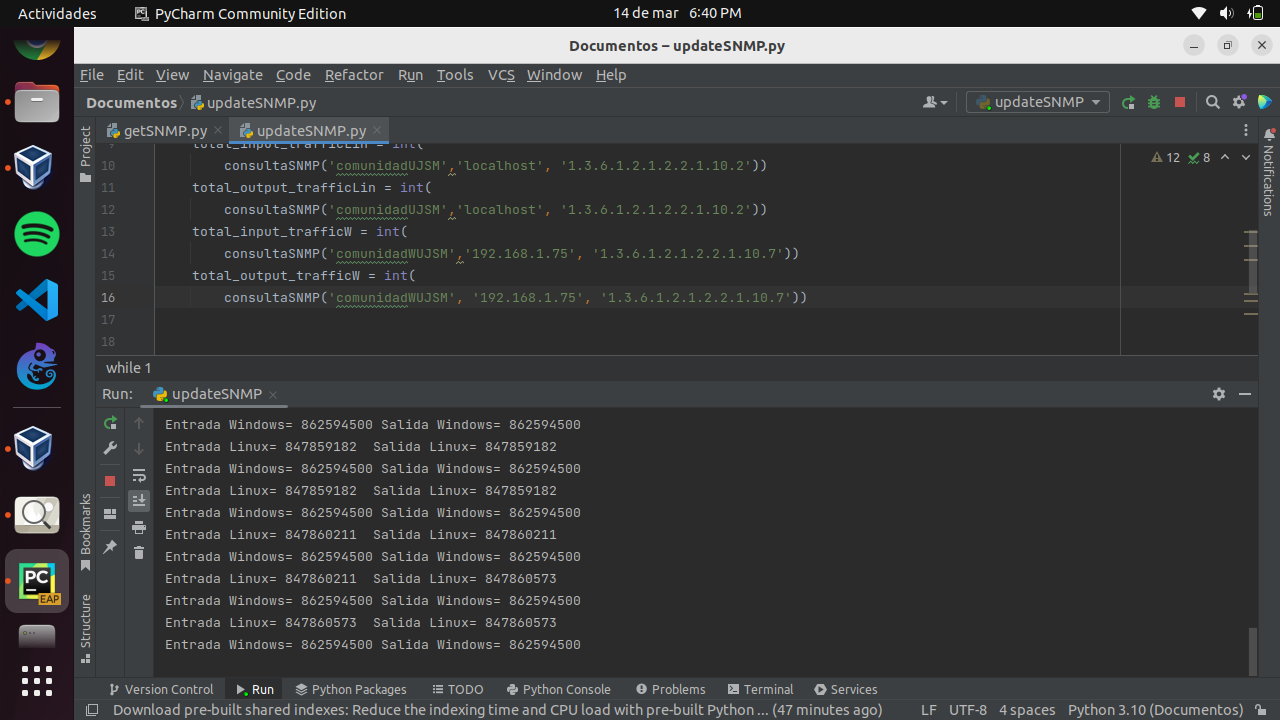 Actividades PyCharm Community Edition 14 de mar 6:40 PM
Documentos – updateSNMP.py
File Edit View Navigate Code Refactor Run Tools VCS Window Help
Documentos updateSNMP.py updateSNMP
Project getSNMP.py updateSNMP.py Notifications
9 total_input_trafficLin = int(
12 8
10 consultaSNMP('comunidadUJSM','localhost', '1.3.6.1.2.1.2.2.1.10.2'))
11 total_output_trafficLin = int(
12 consultaSNMP('comunidadUJSM','localhost', '1.3.6.1.2.1.2.2.1.10.2'))
13 total_input_trafficW = int(
14 consultaSNMP('comunidadWUJSM','192.168.1.75', '1.3.6.1.2.1.2.2.1.10.7'))
15 total_output_trafficW = int(
16 consultaSNMP('comunidadWUJSM', '192.168.1.75', '1.3.6.1.2.1.2.2.1.10.7'))
17
18
while 1
Run: updateSNMP
Entrada Windows= 862594500 Salida Windows= 862594500
Entrada Linux= 847859182  Salida Linux= 847859182
Entrada Windows= 862594500 Salida Windows= 862594500
Entrada Linux= 847859182  Salida Linux= 847859182
Entrada Windows= 862594500 Salida Windows= 862594500
Entrada Linux= 847860211  Salida Linux= 847860211
Entrada Windows= 862594500 Salida Windows= 862594500
Entrada Linux= 847860211  Salida Linux= 847860573
Entrada Windows= 862594500 Salida Windows= 862594500
Entrada Linux= 847860573  Salida Linux= 847860573
Entrada Windows= 862594500 Salida Windows= 862594500
Bookmarks
Structure
PC
EAP
Version Control Run Python Packages TODO Python Console Problems Terminal Services
Download pre-built shared indexes: Reduce the indexing time and CPU load with pre-built Python ... (47 minutes ago) LF UTF-8 4 spaces Python 3.10 (Documentos)